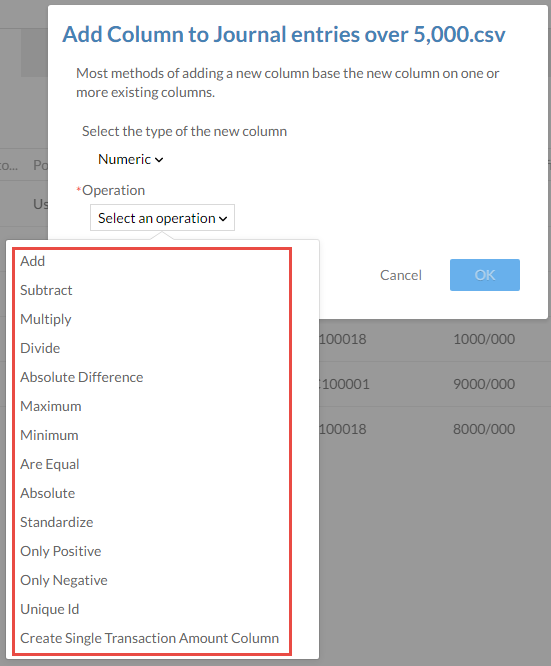 Add Column to Journal entries over 5,000.csv
Most methods of adding a new column base the new column on one or
more existing columns.
Select the type of the new column
to... Po
Numeric
*Operation
Us
Select an operation
Add
Cancel OK
Subtract
Multiply
100018 1000/000
Divide
Absolute Difference
100001 9000/000
Maximum
100018 8000/000
Minimum
Are Equal
Absolute
Standardize
Only Positive
Only Negative
Unique Id
Create Single Transaction Amount Column